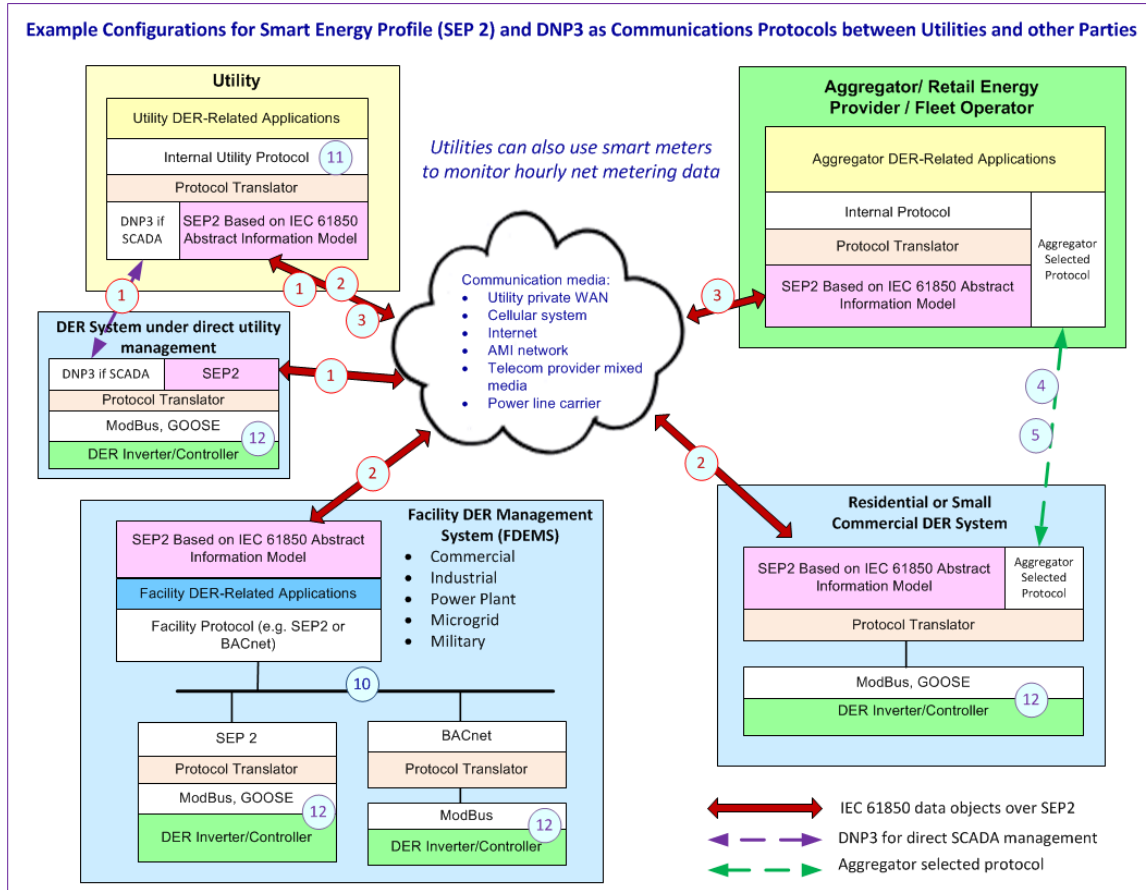 Example Configurations for Smart Energy Profile (SEP 2) and DNP3 as Communications Protocols between Utilities and other Parties
Utility
Utility DER-Related Applications
Internal Utility Protocol
11
Protocol Translator
DNP3 if
SCADA
SEP2 Based on IEC 61850
Abstract Information Model
Utilities can also use smart meters
to monitor hourly net metering data
Aggregator/ Retail Energy
Provider / Fleet Operator
Aggregator DER-Related Applications
Internal Protocol
Protocol Translator
SEP2 Based on IEC 61850 Abstract
Information Model
Aggregator
Selected
Protocol
1
1
2
3
3
Communication media:
• Utility private WAN
• Cellular system
• Internet
• AMI network
• Telecom provider mixed
media
• Power line carrier
DER System under direct utility
management
DNP3 if SCADA
SEP2
Protocol Translator
ModBus, GOOSE
12
DER Inverter/Controller
1
4
5
2
2
Facility DER Management
System (FDEMS)
• Commercial
• Industrial
• Power Plant
• Microgrid
• Military
SEP2 Based on IEC 61850 Abstract
Information Model
Facility DER-Related Applications
Facility Protocol (e.g. SEP2 or
BACnet)
10
SEP 2
Protocol Translator
ModBus, GOOSE
12
DER Inverter/Controller
BACnet
Protocol Translator
ModBus
12
DER Inverter/Controller
Residential or Small
Commercial DER System
SEP2 Based on IEC 61850 Abstract
Information Model
Aggregator
Selected
Protocol
Protocol Translator
ModBus, GOOSE
12
DER Inverter/Controller
IEC 61850 data objects over SEP2
DNP3 for direct SCADA management
Aggregator selected protocol